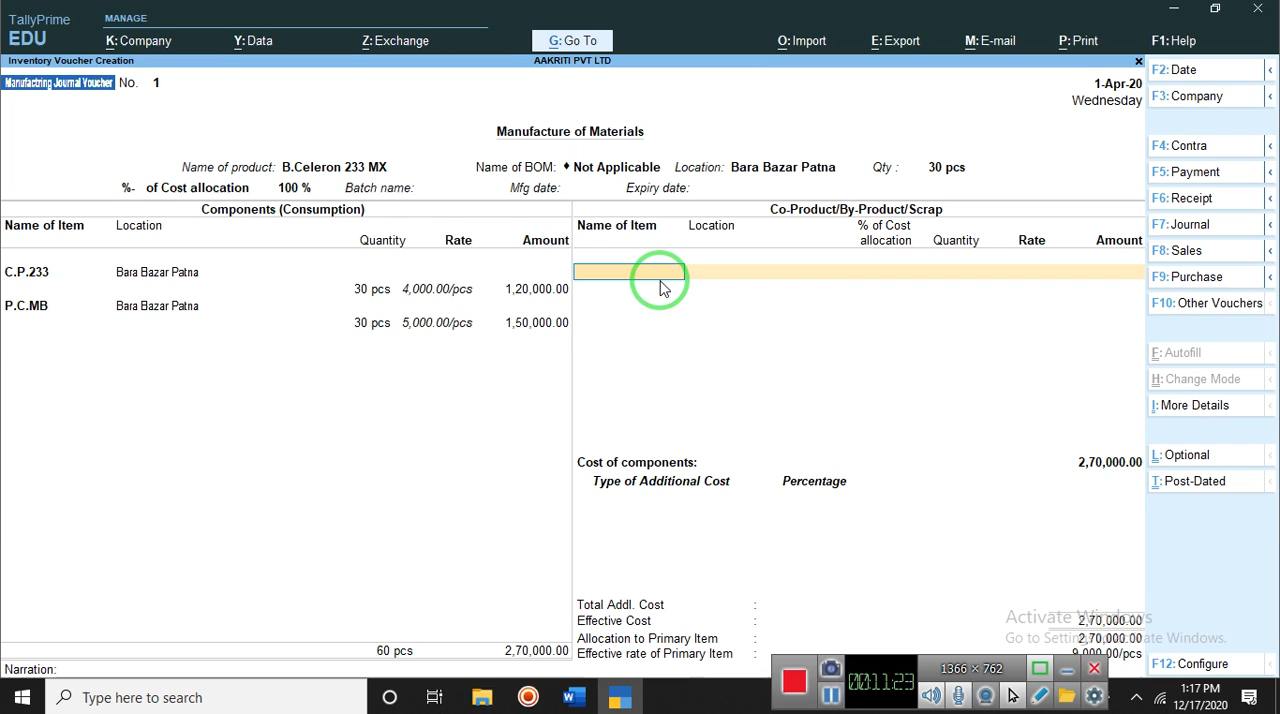 TallyPrime
EDU
MANAGE
K:Company
Y:Data
Z:Exchange
G:Go To
O:Import
E:Export
M:E-mail
P:Print
F1:Help
Inventory Voucher Creation
AAKRITI PVT LTD
x
Manufactring Journal Voucher No. 1
1-Apr-20
Wednesday
Manufacture of Materials
Name of product: B.Celeron 233 MX Name of BOM: ♦ Not Applicable Location: Bara Bazar Patna Qty : 30 pcs
%- of Cost allocation 100 % Batch name: Mfg date: Expiry date:
Components (Consumption)
Name of Item Location
Quantity Rate Amount
C.P.233 Bara Bazar Patna
30 pcs 4,000.00/pcs 1,20,000.00
P.C.MB Bara Bazar Patna
30 pcs 5,000.00/pcs 1,50,000.00
60 pcs 2,70,000.00
Co-Product/By-Product/Scrap
Name of Item Location % of Cost
allocation Quantity Rate Amount
Cost of components: 2,70,000.00
Type of Additional Cost Percentage
Total Addl. Cost :
Effective Cost : 2,70,000.00
Allocation to Primary Item : 2,70,000.00
Effective rate of Primary Item : 9,000.00/pcs
Narration:
F2:Date
F3:Company
F4:Contra
F5:Payment
F6:Receipt
F7:Journal
F8:Sales
F9:Purchase
F10:Other Vouchers
F:Autofill
H:Change Mode
I:More Details
L:Optional
T:Post-Dated
F12:Configure
Activate Windows
Go to Settings to activate Windows.
00:11:23
1366 × 762
Type here to search
1:17 PM
12/17/2020